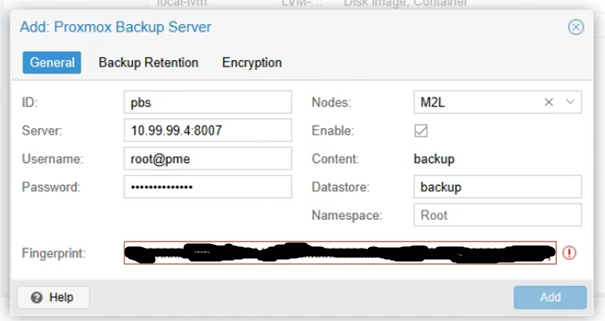 local-lvm LVM-... Disk image, Container
Add: Proxmox Backup Server
General Backup Retention Encryption
ID: pbs Nodes: M2L
Server: 10.99.99.4:8007 Enable:
Username: root@pme Content: backup
Password: •••••••••••••• Datastore: backup
Namespace: Root
Fingerprint:
Help Add